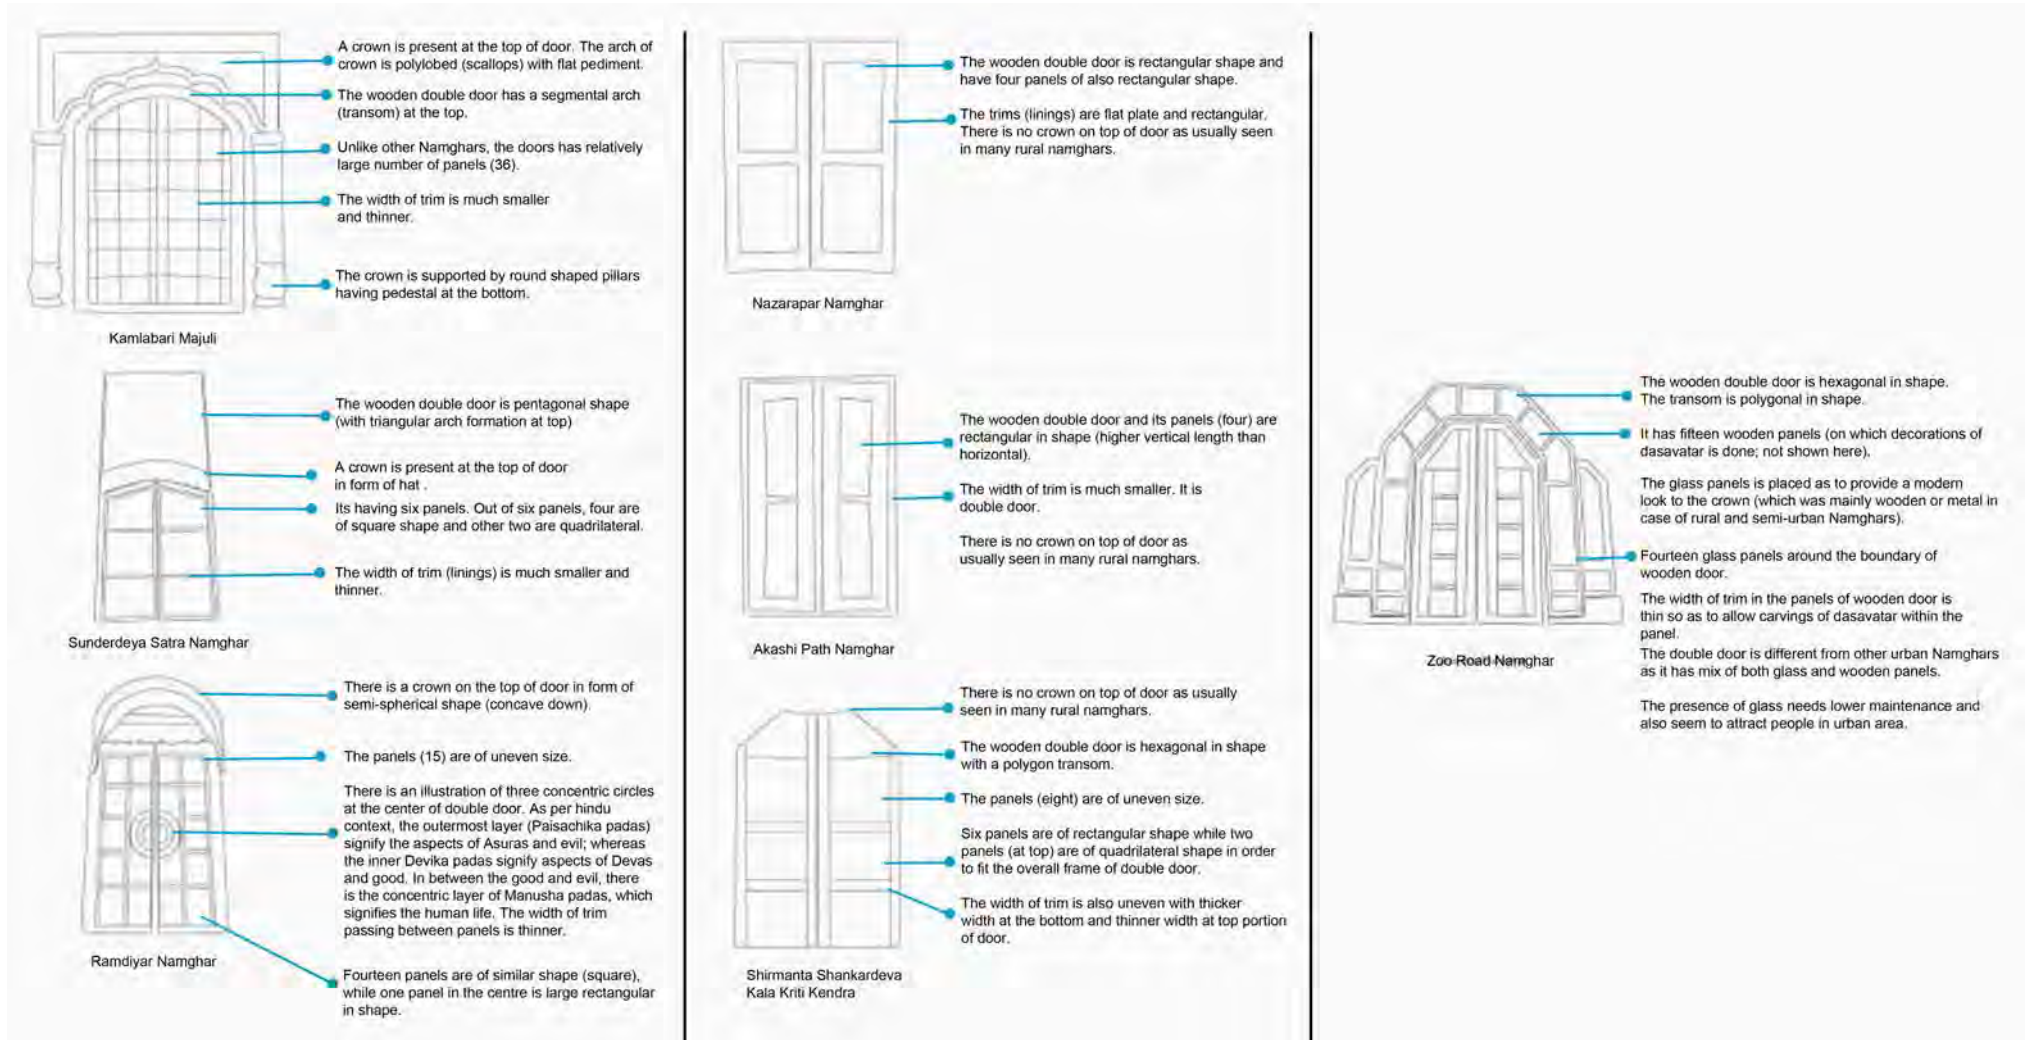 A crown is present at the top of door. The arch of
crown is polylobed (scallops) with flat pediment.
The wooden double door has a segmental arch
(transom) at the top.
Unlike other Namghars, the doors has relatively
large number of panels (36).
The width of trim is much smaller
and thinner.
The crown is supported by round shaped pillars
having pedestal at the bottom.
Kamlabari Majuli
The wooden double door is pentagonal shape
(with triangular arch formation at top)
A crown is present at the top of door
in form of hat .
Its having six panels. Out of six panels, four are
of square shape and other two are quadrilateral.
The width of trim (linings) is much smaller and
thinner.
Sunderdeya Satra Namghar
There is a crown on the top of door in form of
semi-spherical shape (concave down).
The panels (15) are of uneven size.
There is an illustration of three concentric circles
at the center of double door. As per hindu
context, the outermost layer (Paisachika padas)
signify the aspects of Asuras and evil; whereas
the inner Devika padas signify aspects of Devas
and good. In between the good and evil, there
is the concentric layer of Manusha padas, which
signifies the human life. The width of trim
passing between panels is thinner.
Ramdiyar Namghar
Fourteen panels are of similar shape (square),
while one panel in the centre is large rectangular
in shape.
The wooden double door is rectangular shape and
have four panels of also rectangular shape.
The trims (linings) are flat plate and rectangular.
There is no crown on top of door as usually seen
in many rural namghars.
Nazarapar Namghar
The wooden double door and its panels (four) are
rectangular in shape (higher vertical length than
horizontal).
The width of trim is much smaller. It is
double door.
There is no crown on top of door as
usually seen in many rural namghars.
Akashi Path Namghar
There is no crown on top of door as usually
seen in many rural namghars.
The wooden double door is hexagonal in shape
with a polygon transom.
The panels (eight) are of uneven size.
Six panels are of rectangular shape while two
panels (at top) are of quadrilateral shape in order
to fit the overall frame of double door.
The width of trim is also uneven with thicker
width at the bottom and thinner width at top portion
of door.
Shirmanta Shankardeva
Kala Kriti Kendra
The wooden double door is hexagonal in shape.
The transom is polygonal in shape.
It has fifteen wooden panels (on which decorations of
dasavatar is done; not shown here).
The glass panels is placed as to provide a modern
look to the crown (which was mainly wooden or metal in
case of rural and semi-urban Namghars).
Fourteen glass panels around the boundary of
wooden door.
The width of trim in the panels of wooden door is
thin so as to allow carvings of dasavatar within the
panel.
The double door is different from other urban Namghars
as it has mix of both glass and wooden panels.
The presence of glass needs lower maintenance and
also seem to attract people in urban area.
Zoo Road Namghar